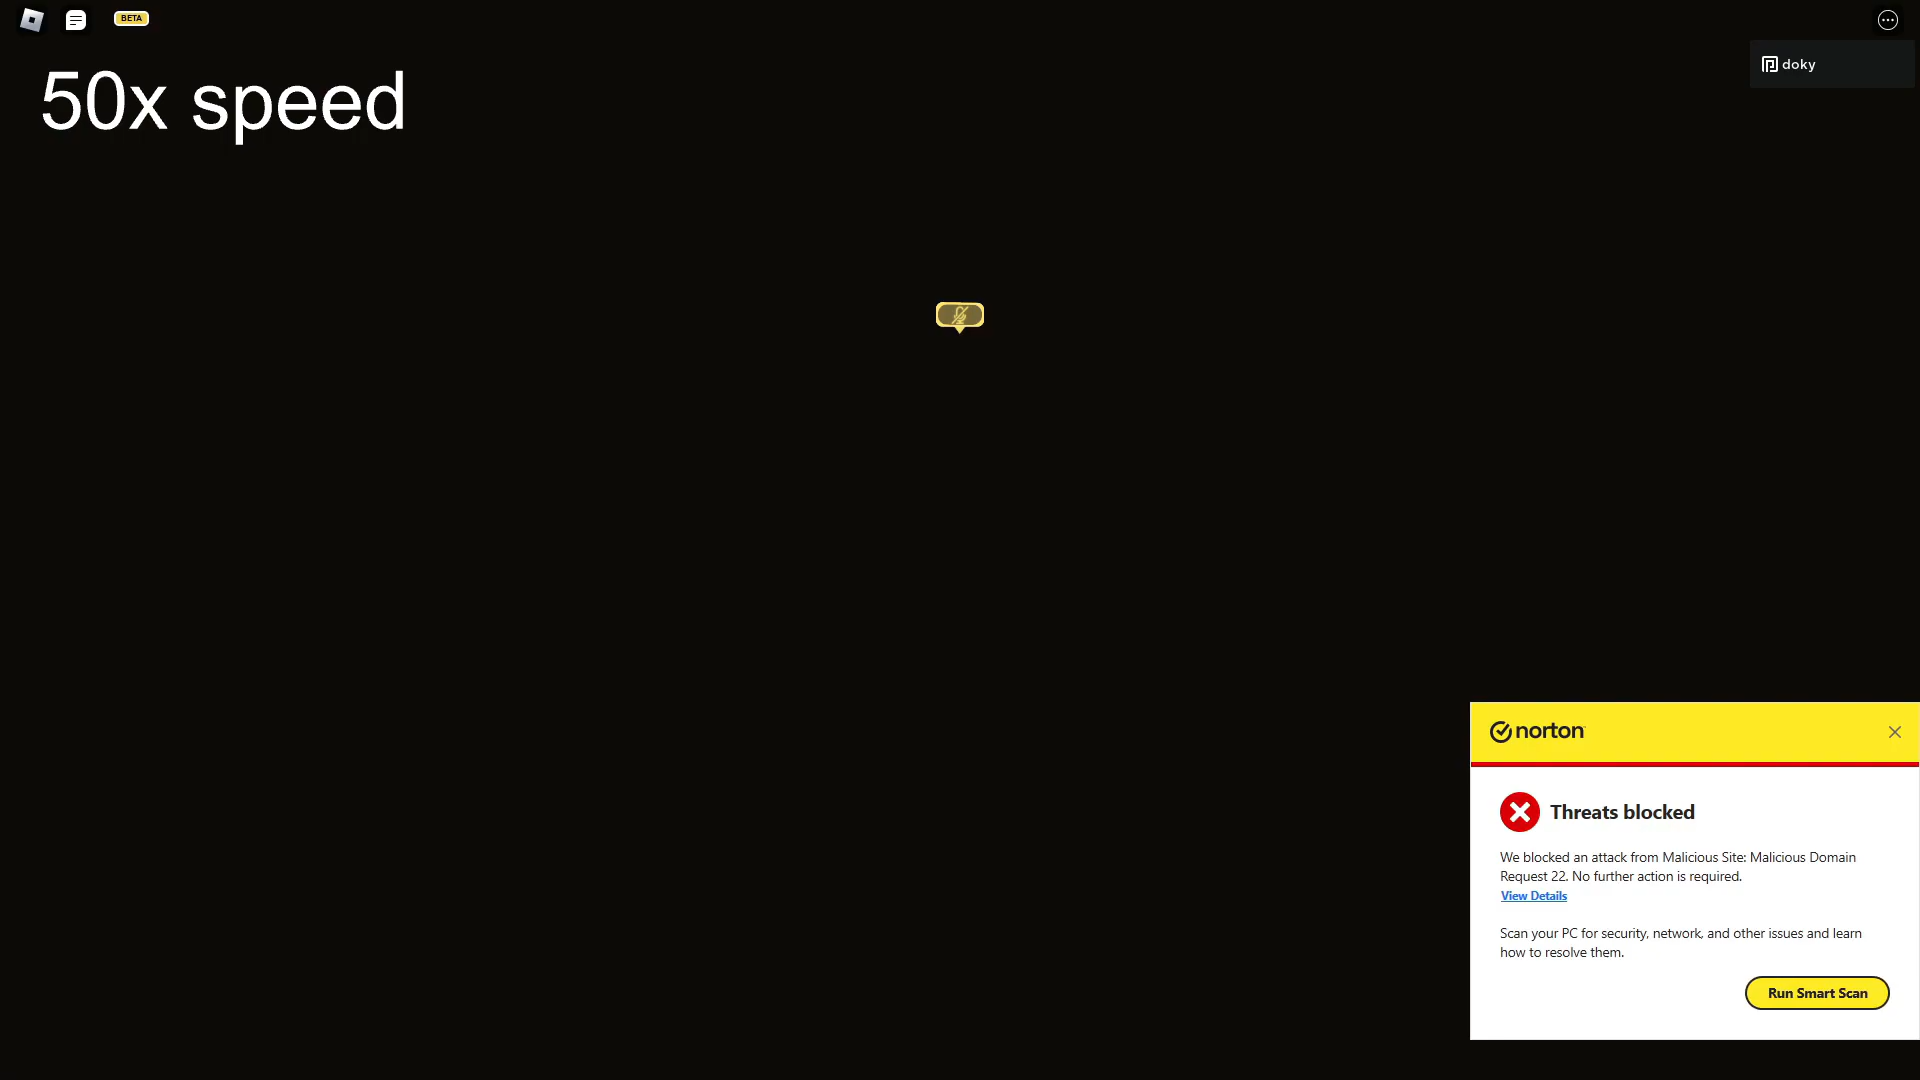 BETA
doky
50x speed
norton
Threats blocked
We blocked an attack from Malicious Site: Malicious Domain
Request 22. No further action is required.
View Details
Scan your PC for security, network, and other issues and learn
how to resolve them.
Run Smart Scan